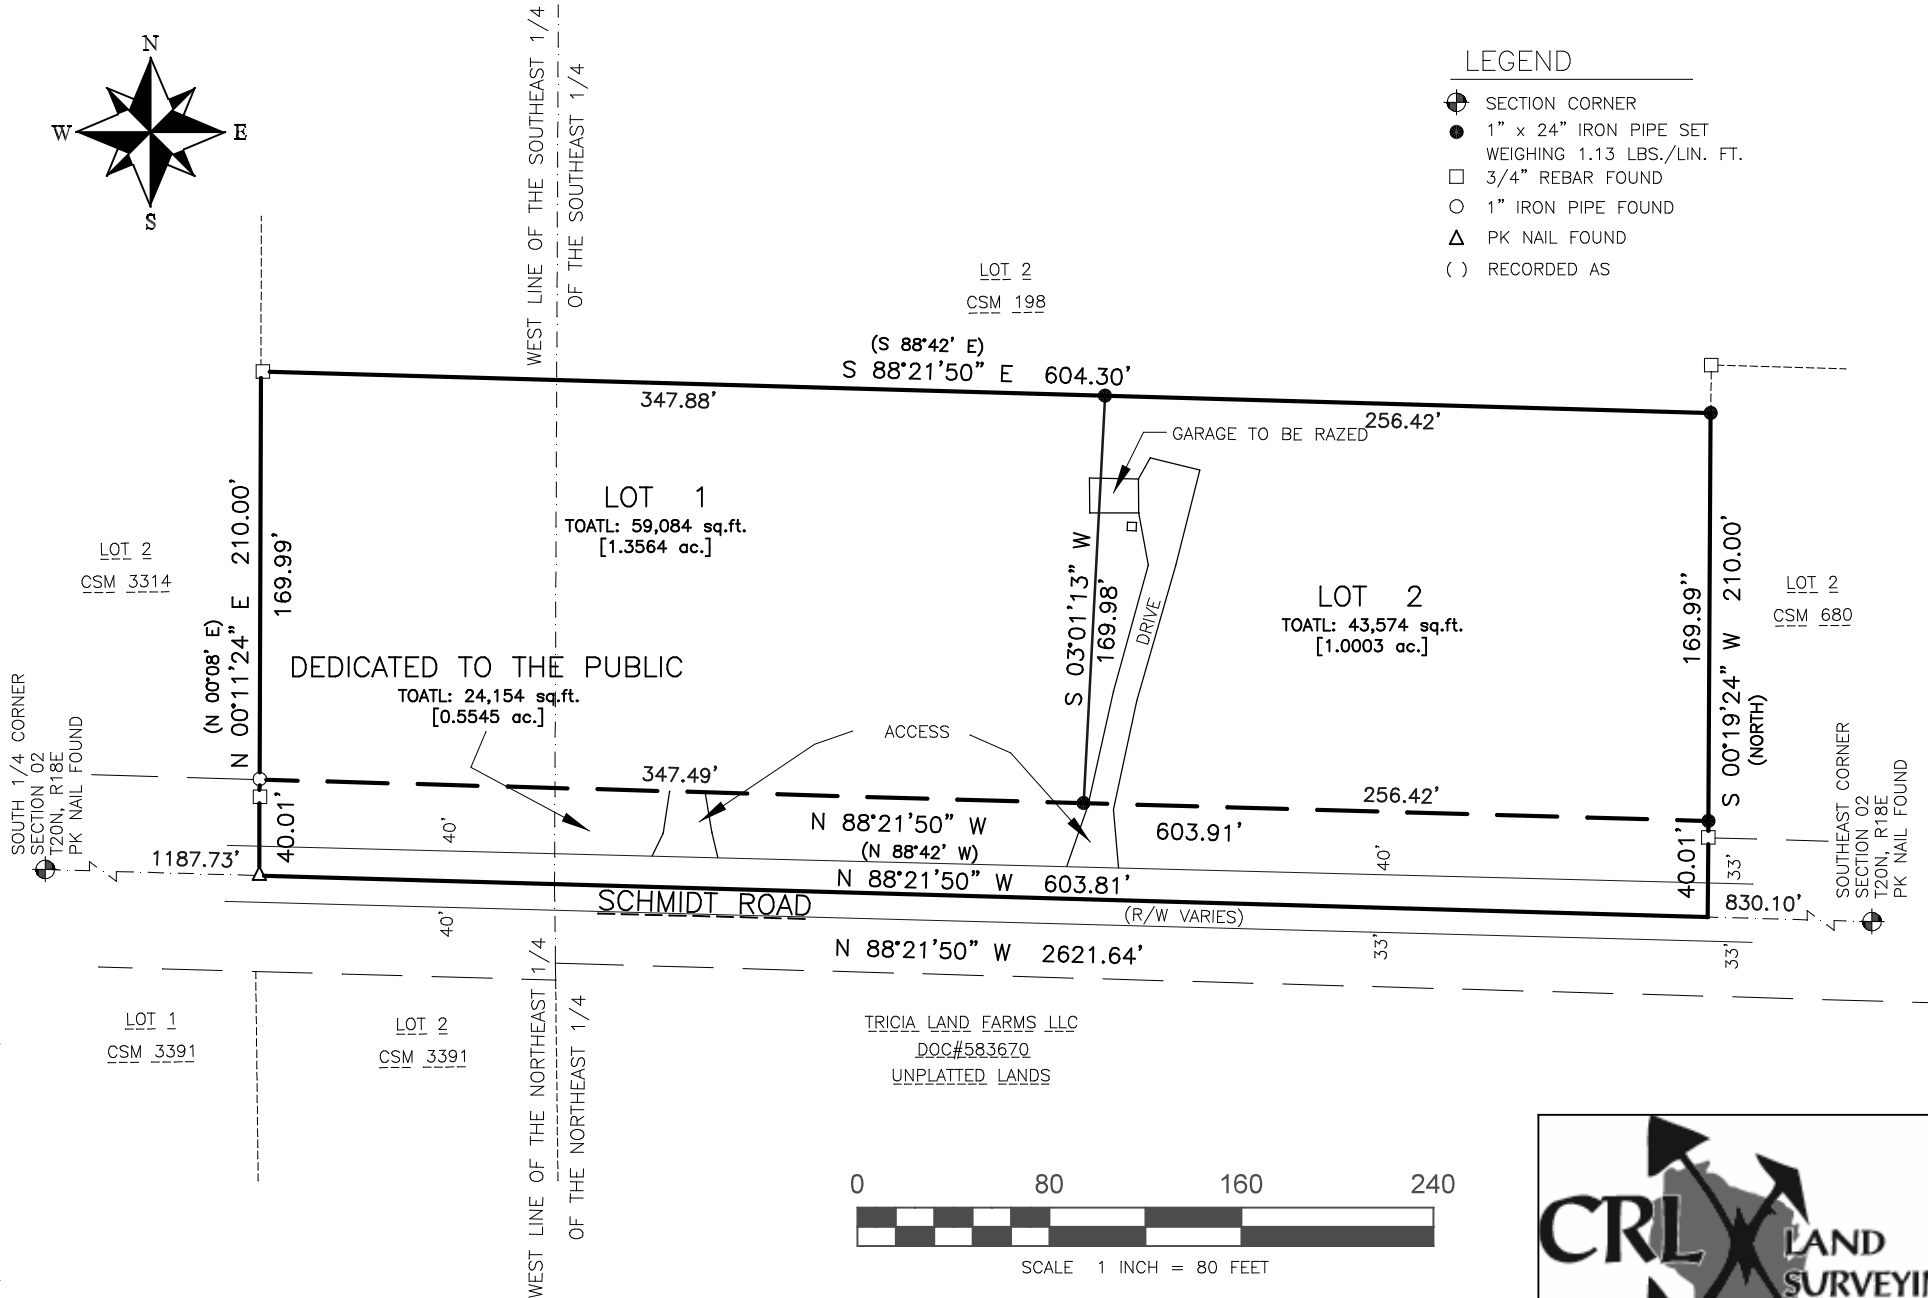 N
W
E
S
WEST LINE OF THE SOUTHEAST 1/4
OF THE SOUTHEAST 1/4
LEGEND
SECTION CORNER
1" x 24" IRON PIPE SET
WEIGHING 1.13 LBS./LIN. FT.
3/4" REBAR FOUND
1" IRON PIPE FOUND
PK NAIL FOUND
( ) RECORDED AS
LOT 2
CSM 198
(S 88°42' E)
S 88°21'50" E 604.30'
347.88'
256.42'
GARAGE TO BE RAZED
LOT 1
TOATL: 59,084 sq.ft.
[1.3564 ac.]
LOT 2
CSM 3314
(N 00°08' E)
N 00°11'24" E 210.00'
169.99'
S 03°01'13" W
169.98'
DRIVE
LOT 2
TOATL: 43,574 sq.ft.
[1.0003 ac.]
169.99"
S 00°19'24" W 210.00'
(NORTH)
LOT 2
CSM 680
DEDICATED TO THE PUBLIC
TOATL: 24,154 sq.ft.
[0.5545 ac.]
ACCESS
347.49'
256.42'
SOUTH 1/4 CORNER
SECTION 02
T20N, R18E
PK NAIL FOUND
SOUTHEAST CORNER
SECTION 02
T20N, R18E
PK NAIL FOUND
N 88°21'50" W 603.91'
(N 88°42' W)
N 88°21'50" W 603.81'
1187.73'
40.01'
40'
40'
40.01'
33'
830.10'
SCHMIDT ROAD
(R/W VARIES)
40'
33'
33'
N 88°21'50" W 2621.64'
WEST LINE OF THE NORTHEAST 1/4
OF THE NORTHEAST 1/4
LOT 1
CSM 3391
LOT 2
CSM 3391
TRICIA LAND FARMS LLC
DOC#583670
UNPLATTED LANDS
0 80 160 240
SCALE 1 INCH = 80 FEET
CRL
LAND
SURVEYIN